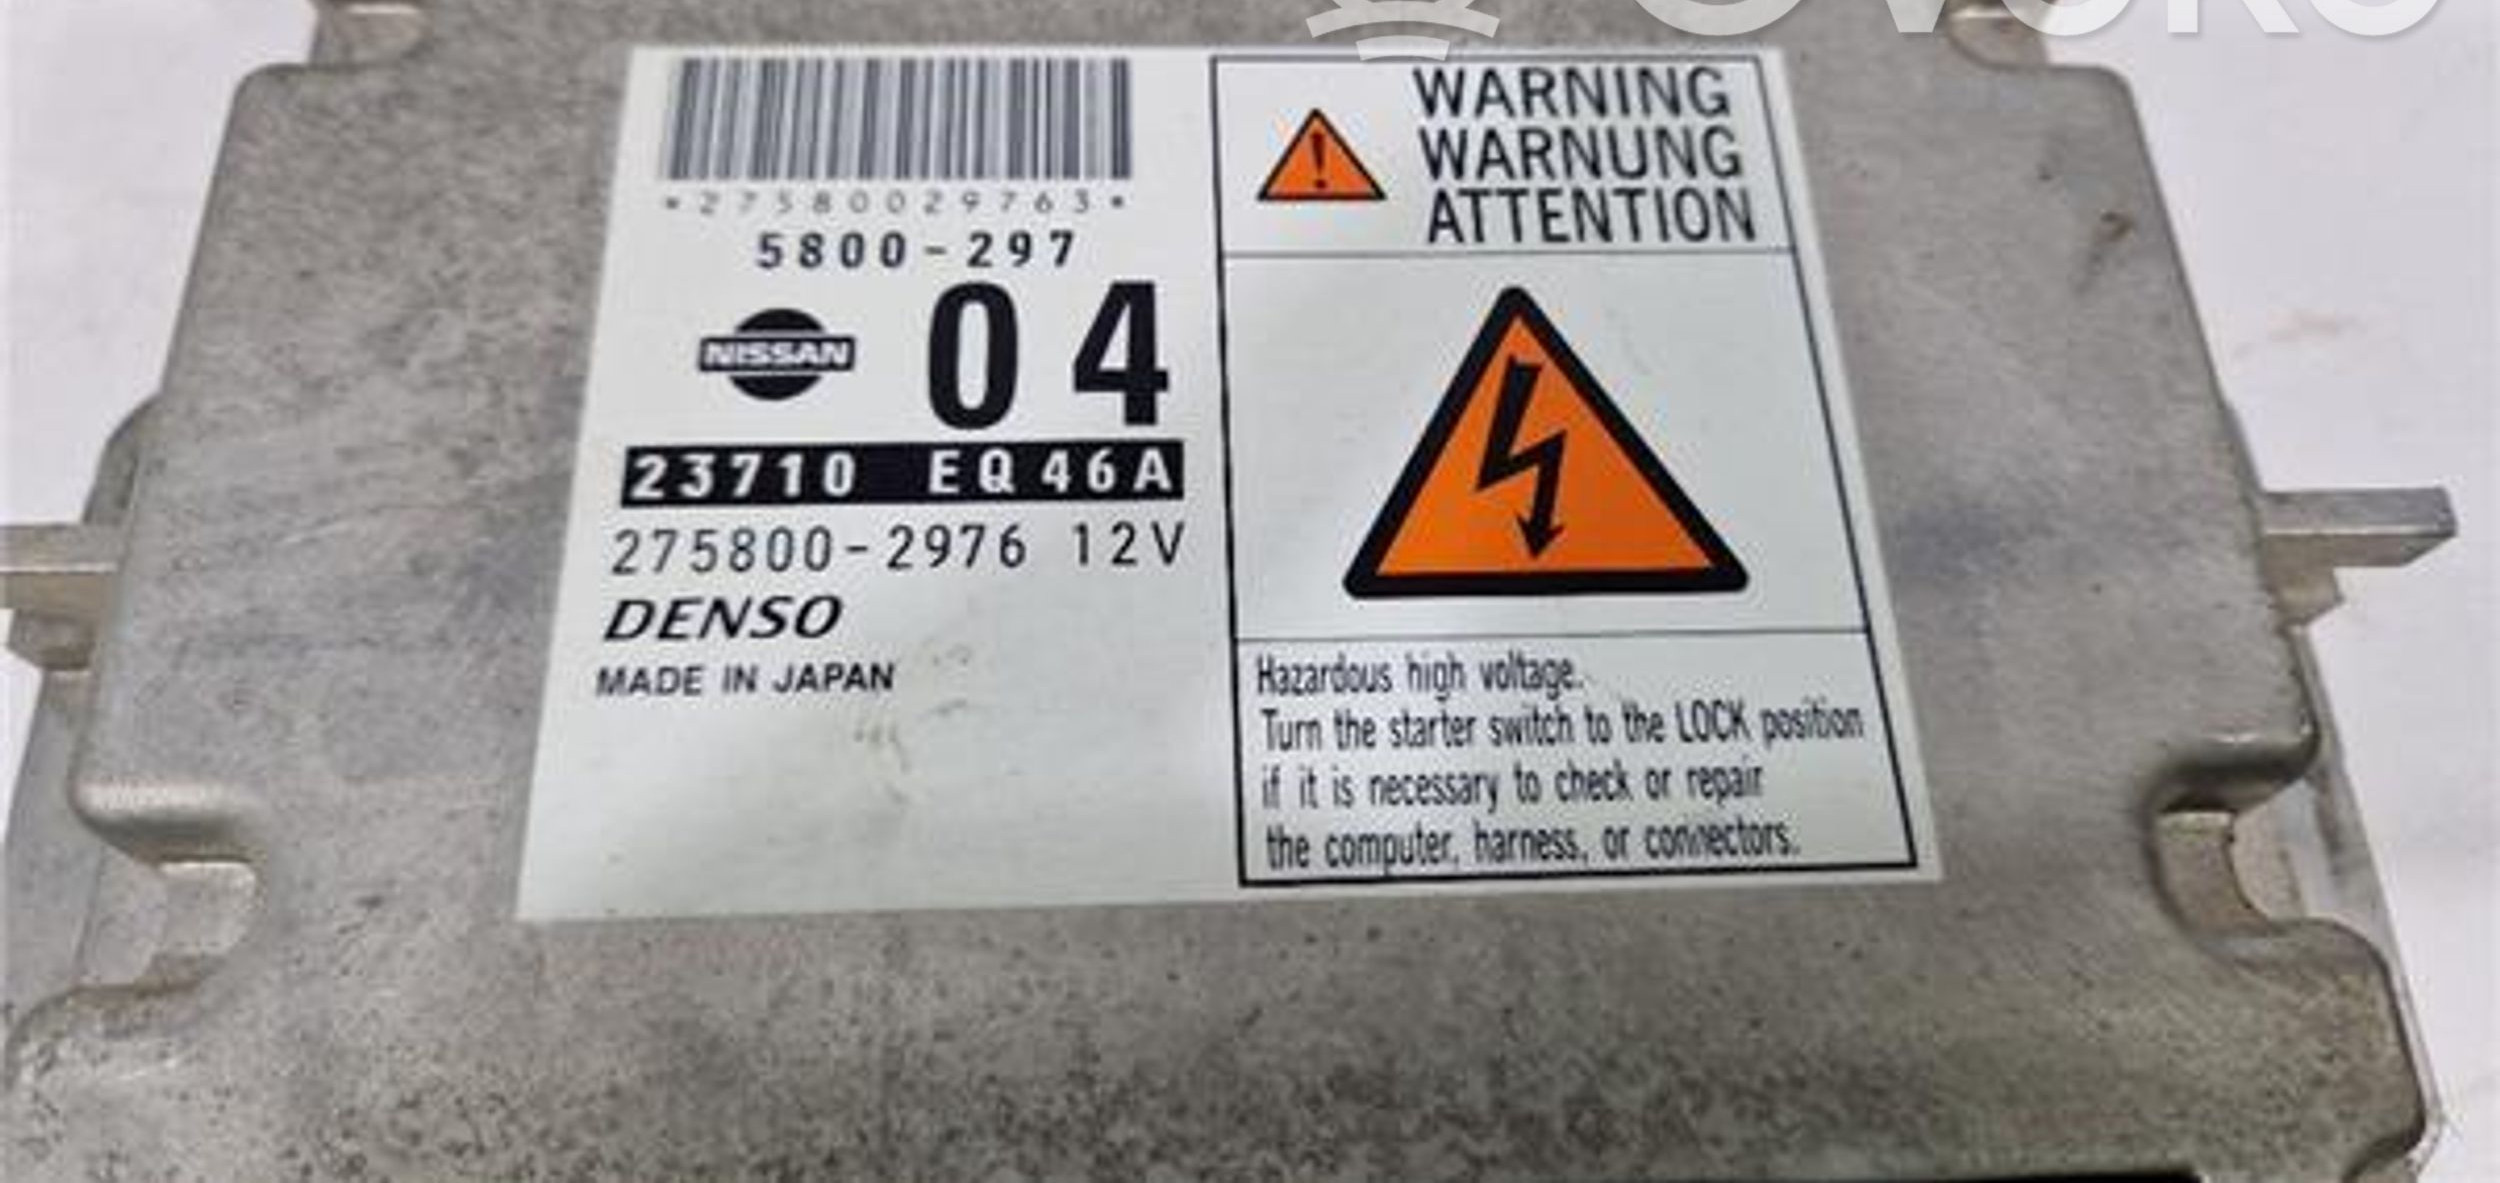 *27580029763*
5800-297
NISSAN
04
23710 EQ46A
275800-2976 12V
DENSO
MADE IN JAPAN
WARNING
WARNUNG
ATTENTION
Hazardous high voltage.
Turn the starter switch to the LOCK position
if it is necessary to check or repair
the computer, harness, or connectors.